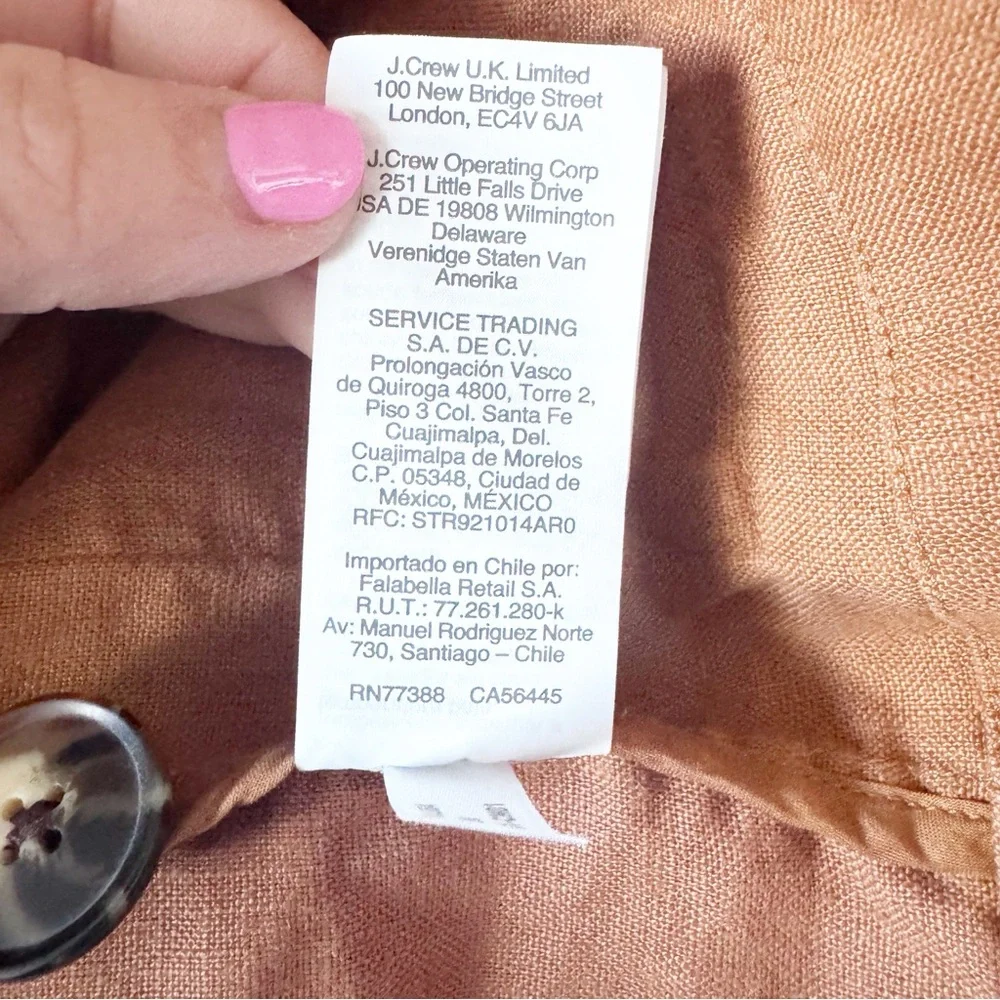 J.Crew U.K. Limited
100 New Bridge Street
London, EC4V 6JA
J.Crew Operating Corp
251 Little Falls Drive
DE 19808 Wilmington
Delaware
Verenidge Staten Van
Amerika
SERVICE TRADING
S.A. DE C.V.
Prolongación Vasco
de Quiroga 4800, Torre 2,
Piso 3 Col. Santa Fe
Cuajimalpa, Del.
Cuajimalpa de Morelos
C.P. 05348, Ciudad de
México, MÉXICO
RFC: STR921014AR0
Importado en Chile por:
Falabella Retail S.A.
R.U.T.: 77.261.280-k
Av: Manuel Rodriguez Norte
730, Santiago – Chile
RN77388 CA56445